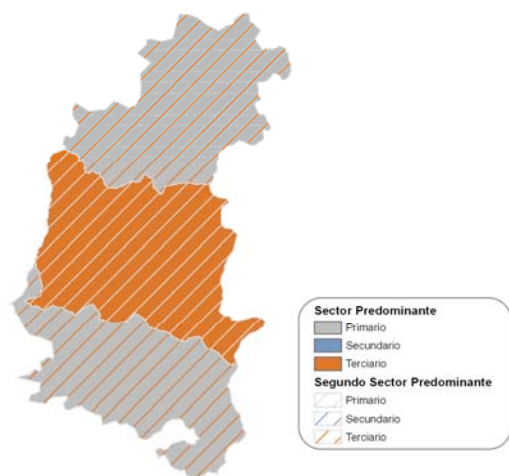 Sector Predominante
Primario
Secundario
Terciario
Segundo Sector Predominante
Primario
Secundario
Terciario